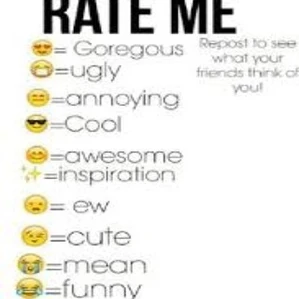 RATE ME
😍= Goregous
Repost to see
what your
friends think of
you!
😷=ugly
😑=annoying
😎=Cool
😊=awesome
✨=inspiration
😦= ew
😉=cute
😭=mean
😂=funny